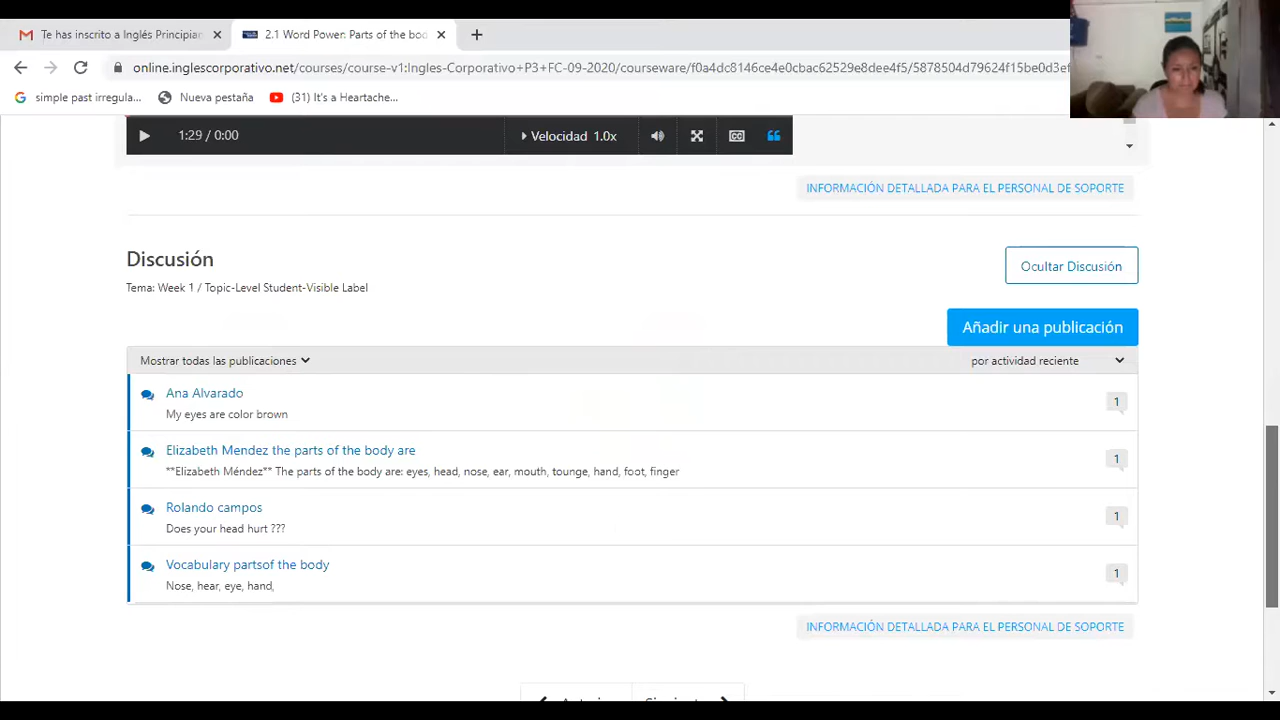 Te has inscrito a Inglés Principian
2.1 Word Power: Parts of the bod
online.inglescorporativo.net/courses/course-v1:Ingles-Corporativo+P3+FC-09-2020/courseware/f0a4dc8146ce4e0cbac62529e8dee4f5/5878504d79624f15be0d3ef
simple past irregula...
Nueva pestaña
(31) It's a Heartache...
1:29 / 0:00
Velocidad 1.0x
INFORMACIÓN DETALLADA PARA EL PERSONAL DE SOPORTE
Discusión
Ocultar Discusión
Tema: Week 1 / Topic-Level Student-Visible Label
Añadir una publicación
Mostrar todas las publicaciones
por actividad reciente
Ana Alvarado
1
My eyes are color brown
Elizabeth Mendez the parts of the body are
1
**Elizabeth Méndez** The parts of the body are: eyes, head, nose, ear, mouth, tounge, hand, foot, finger
Rolando campos
1
Does your head hurt ???
Vocabulary partsof the body
1
Nose, hear, eye, hand,
INFORMACIÓN DETALLADA PARA EL PERSONAL DE SOPORTE